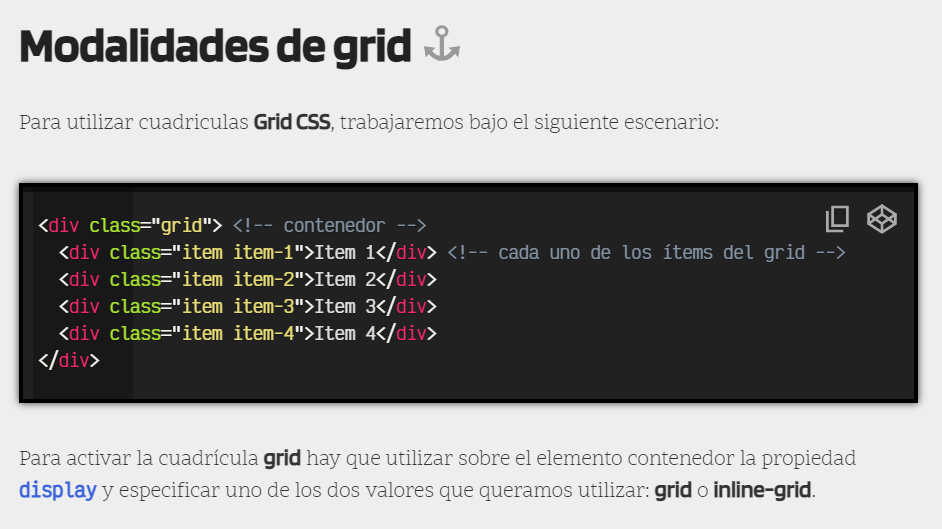 Modalidades de grid
Para utilizar cuadriculas Grid CSS, trabajaremos bajo el siguiente escenario:
<div class="grid"> <!-- contenedor -->
  <div class="item item-1">Item 1</div> <!-- cada uno de los ítems del grid -->
  <div class="item item-2">Item 2</div>
  <div class="item item-3">Item 3</div>
  <div class="item item-4">Item 4</div>
</div>
Para activar la cuadrícula grid hay que utilizar sobre el elemento contenedor la propiedad
display y especificar uno de los dos valores que queramos utilizar: grid o inline-grid.